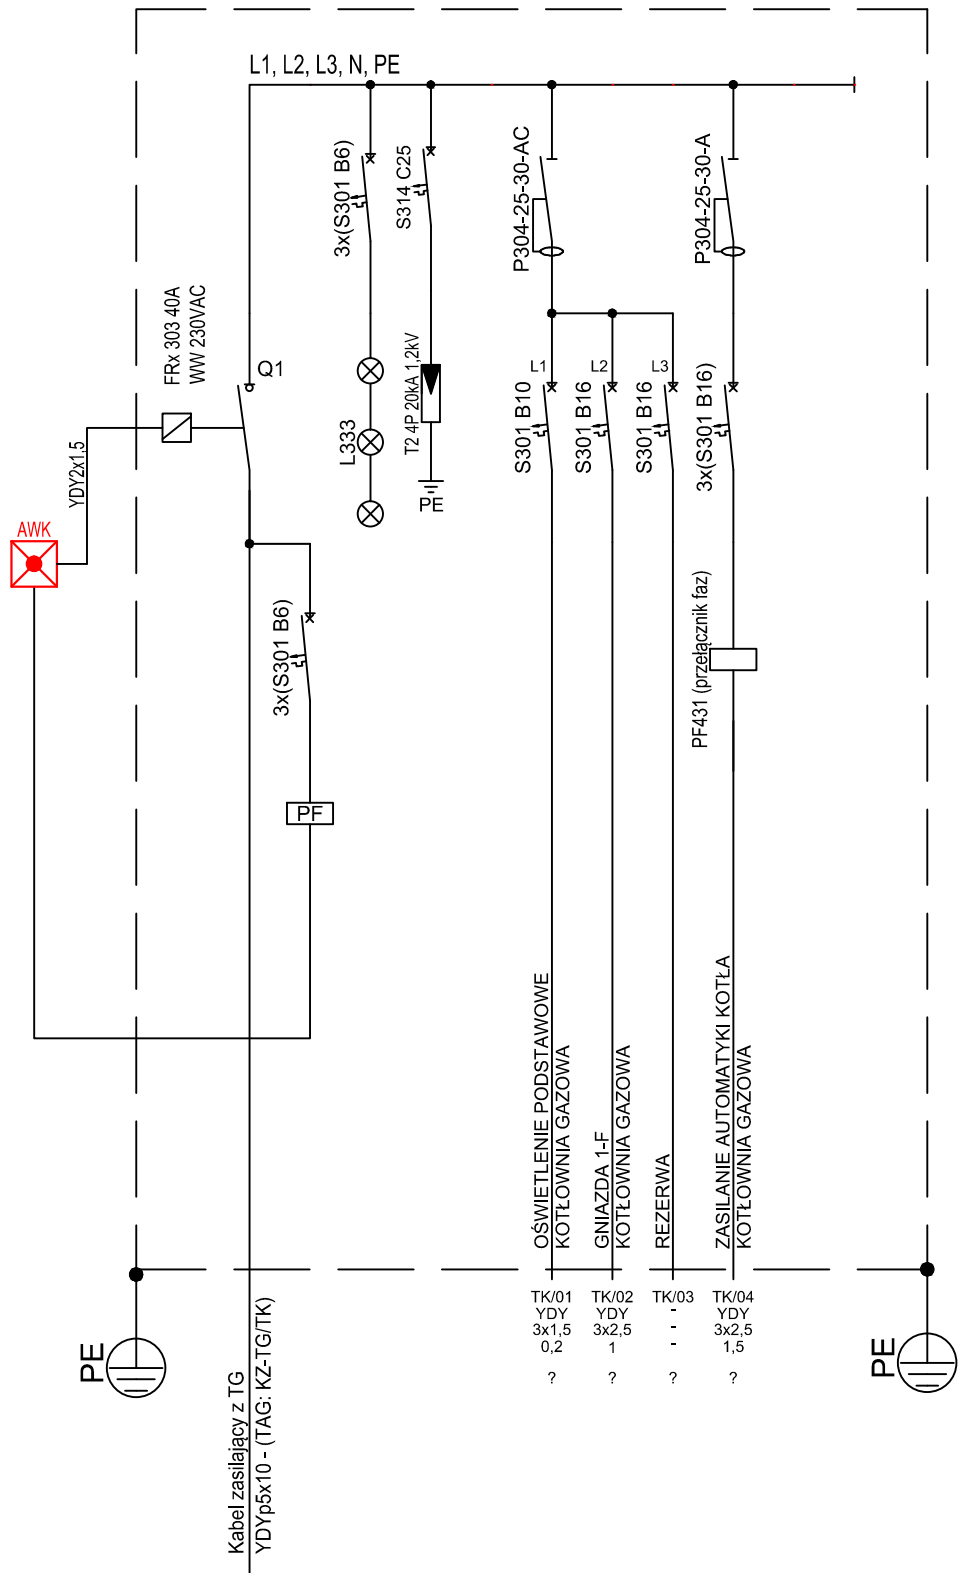 L1, L2, L3, N, PE
3x(S301 B6)
S314 C25
P304-25-30-AC
P304-25-30-A
FRx 303 40A
WW 230VAC
Q1
YDY2x1,5
AWK
L333
T2 4P 20kA 1,2kV
PE
L1
S301 B10
L2
S301 B16
L3
S301 B16
3x(S301 B16)
3x(S301 B6)
PF
PF431 (przełącznik faz)
OŚWIETLENIE PODSTAWOWE
KOTŁOWNIA GAZOWA
GNIAZDA 1-F
KOTŁOWNIA GAZOWA
REZERWA
ZASILANIE AUTOMATYKI KOTŁA
KOTŁOWNIA GAZOWA
TK/01
YDY
3x1,5
0,2
?
TK/02
YDY
3x2,5
1
?
TK/03
-
-
-
?
TK/04
YDY
3x2,5
1,5
?
PE
PE
Kabel zasilający z TG
YDYp5x10 - (TAG: KZ-TG/TK)